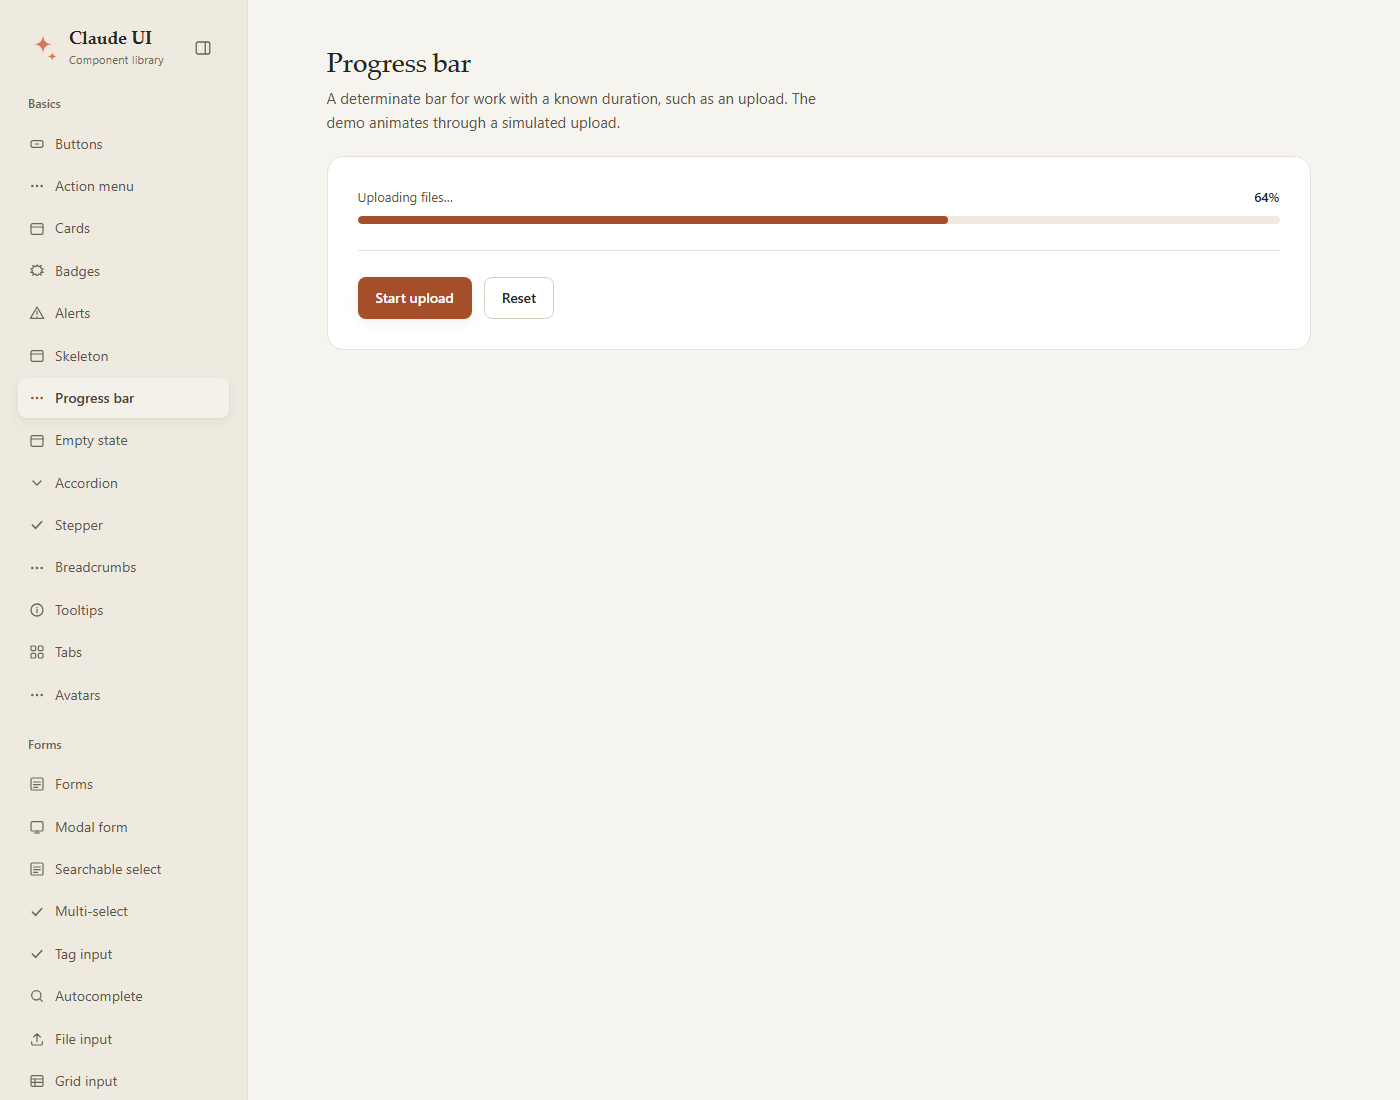 Claude UI
Component library
Basics
Buttons
Action menu
Cards
Badges
Alerts
Skeleton
Progress bar
Empty state
Accordion
Stepper
Breadcrumbs
Tooltips
Tabs
Avatars
Forms
Forms
Modal form
Searchable select
Multi-select
Tag input
Autocomplete
File input
Grid input
Progress bar
A determinate bar for work with a known duration, such as an upload. The
demo animates through a simulated upload.
Uploading files... 64%
Start upload Reset